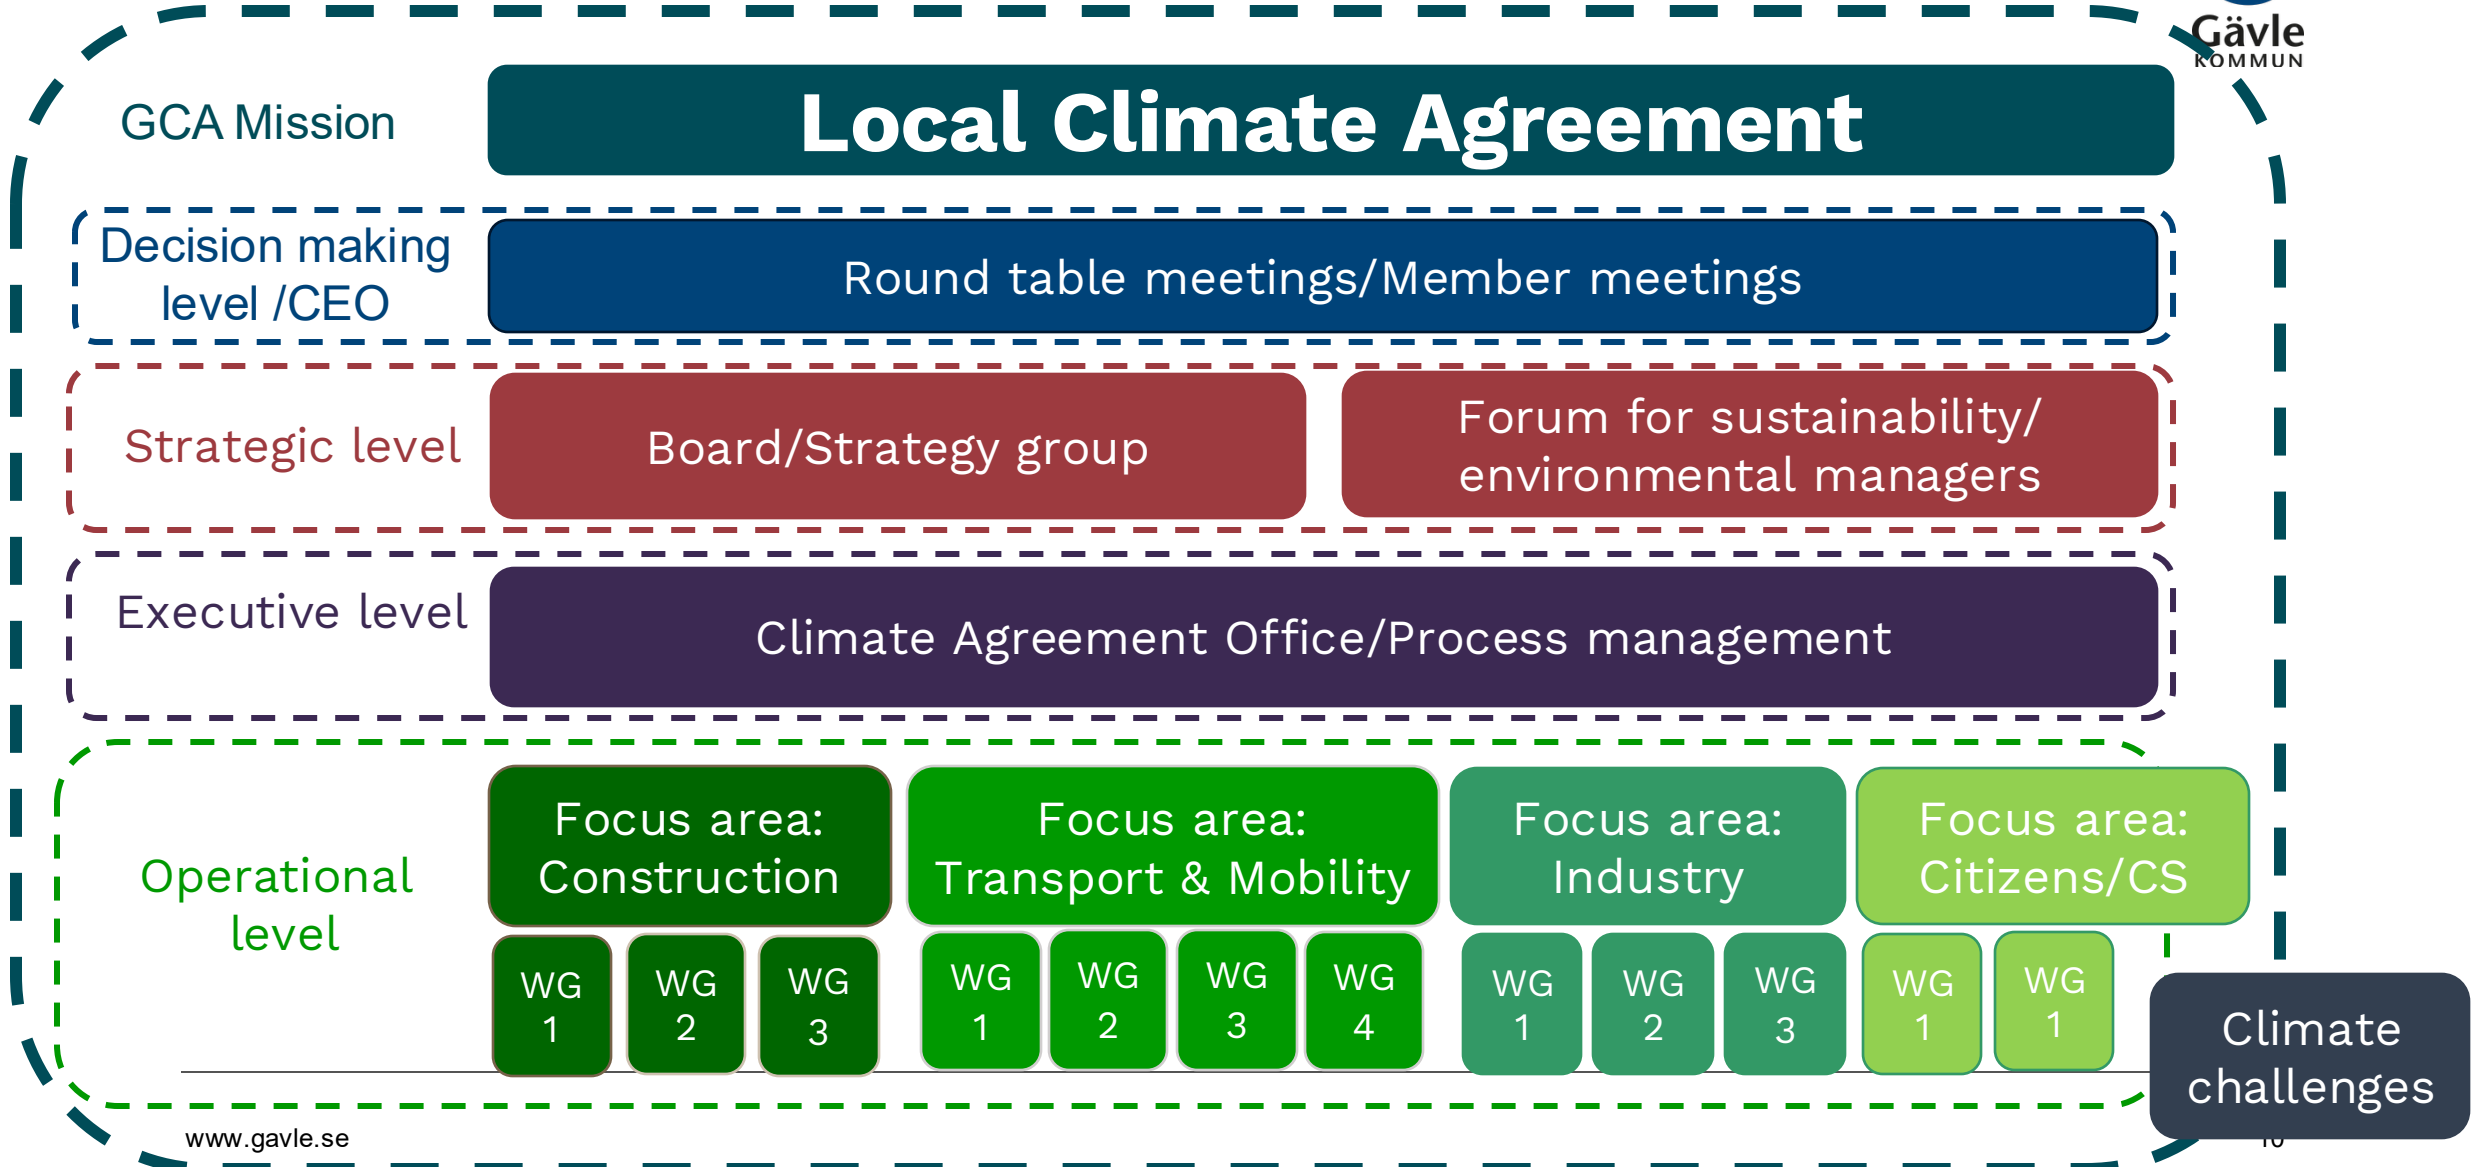 Gävle
KOMMUN
GCA Mission
Local Climate Agreement
Decision making
level /CEO
Round table meetings/Member meetings
Strategic level
Board/Strategy group
Forum for sustainability/
environmental managers
Executive level
Climate Agreement Office/Process management
Operational
level
Focus area:
Construction
Focus area:
Transport & Mobility
Focus area:
Industry
Focus area:
Citizens/CS
WG
1
WG
2
WG
3
WG
1
WG
2
WG
3
WG
4
WG
1
WG
2
WG
3
WG
1
WG
1
Climate
challenges
www.gavle.se
10